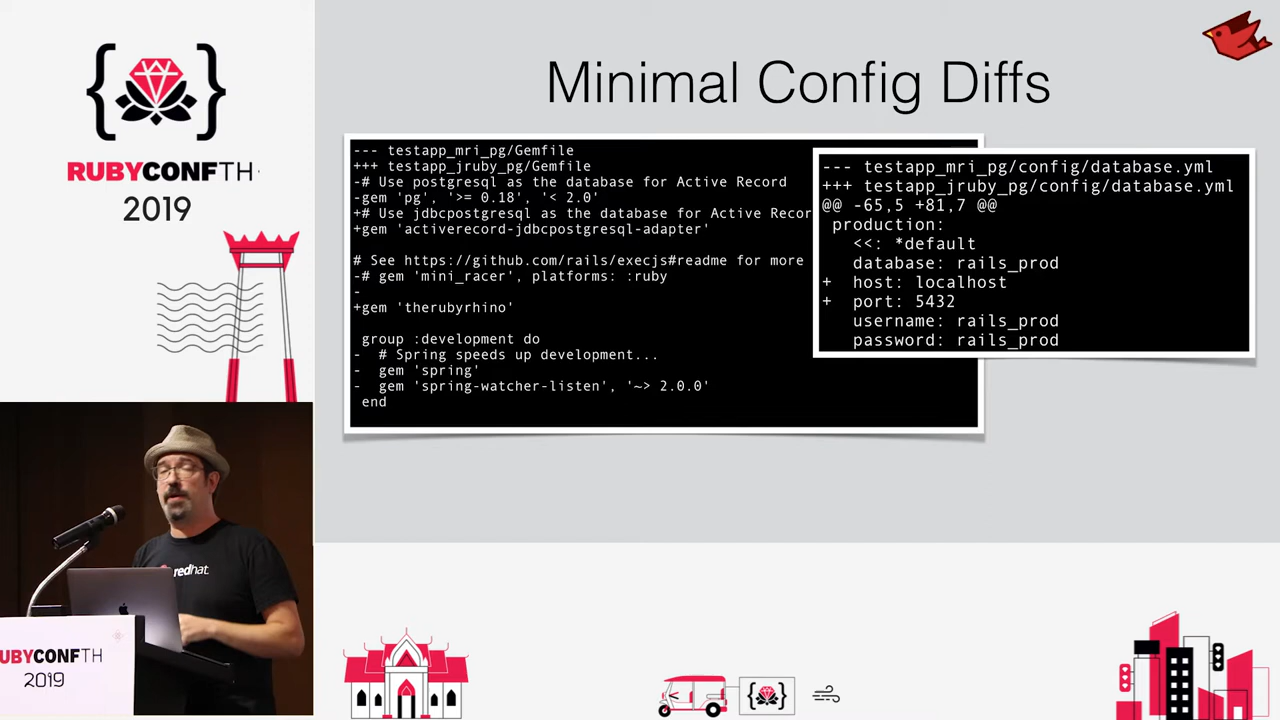 RUBYCONFTH
2019
Minimal Config Diffs
--- testapp_mri_pg/Gemfile
+++ testapp_jruby_pg/Gemfile
-# Use postgresql as the database for Active Record
-gem 'pg', '>= 0.18', '< 2.0'
+# Use jdbcpostgresql as the database for Active Recor
+gem 'activerecord-jdbcpostgresql-adapter'
# See https://github.com/rails/execjs#readme for more
-# gem 'mini_racer', platforms: :ruby
-
+gem 'therubyrhino'
group :development do
-  # Spring speeds up development...
-  gem 'spring'
-  gem 'spring-watcher-listen', '~> 2.0.0'
end
--- testapp_mri_pg/config/database.yml
+++ testapp_jruby_pg/config/database.yml
@@ -65,5 +81,7 @@
production:
<<: *default
database: rails_prod
+  host: localhost
+  port: 5432
username: rails_prod
password: rails_prod
redhat
UBYCONFTH
2019